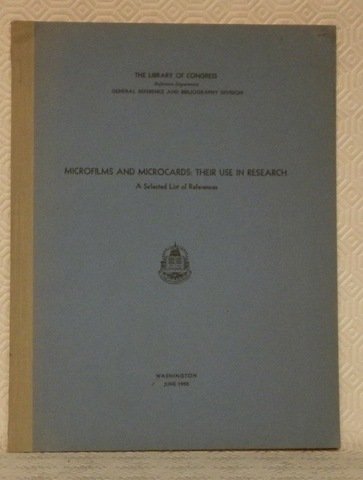 THE LIBRARY OF CONGRESS
Reference Department
GENERAL REFERENCE AND BIBLIOGRAPHY DIVISION
MICROFILMS AND MICROCARDS: THEIR USE IN RESEARCH
A Selected List of References
WASHINGTON
JUNE